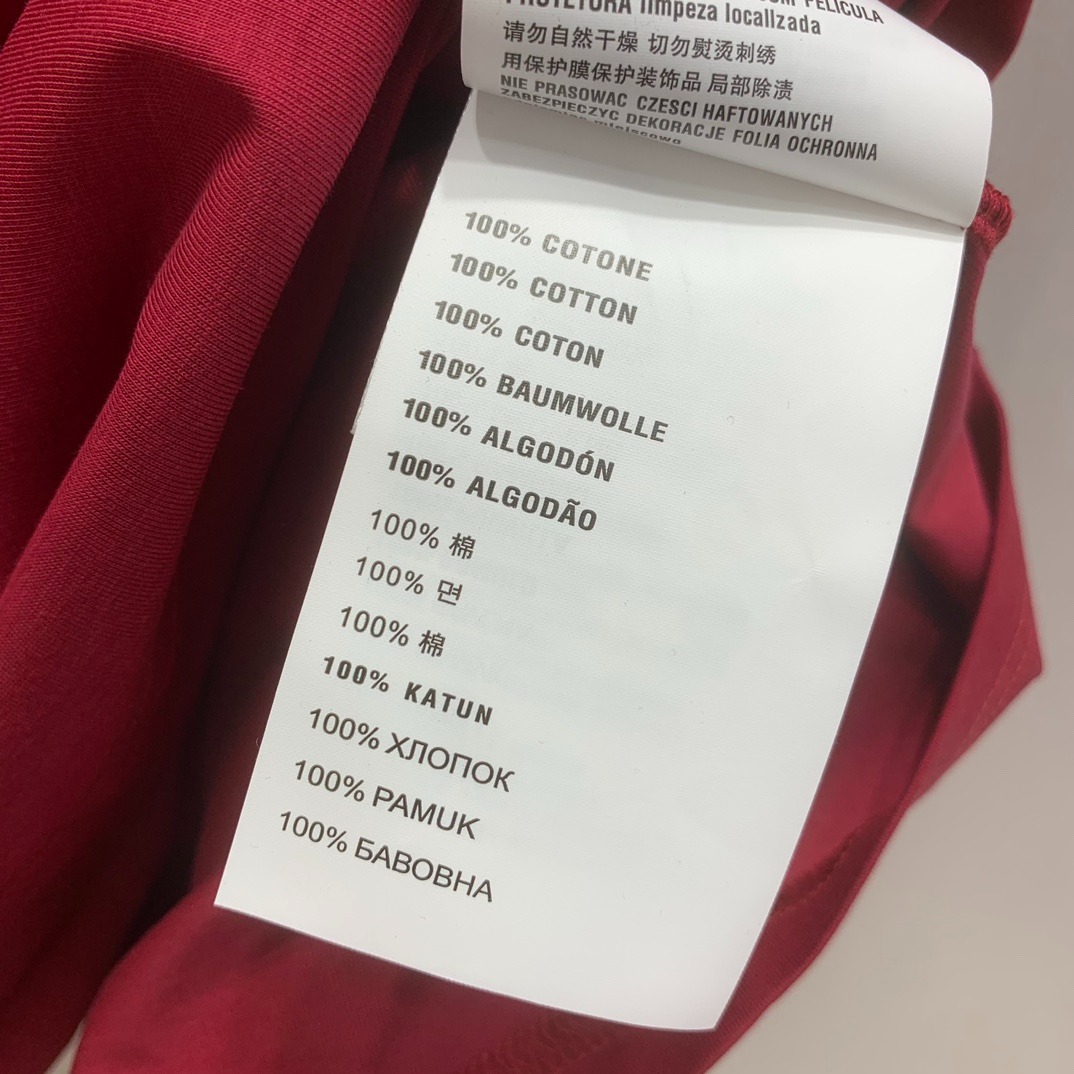 PELÍCULA
PROTETORA limpeza localizada
请勿自然干燥 切勿熨烫刺绣
用保护膜保护装饰品 局部除渍
NIE PRASOWAC CZESCI HAFTOWANYCH
ZABEZPIECZYC DEKORACJE FOLIA OCHRONNA
miejscowo
100% COTONE
100% COTTON
100% COTON
100% BAUMWOLLE
100% ALGODÓN
100% ALGODÃO
100% 棉
100% 면
100% 棉
100% KATUN
100% ХЛОПОК
100% PAMUK
100% БАВОВНА